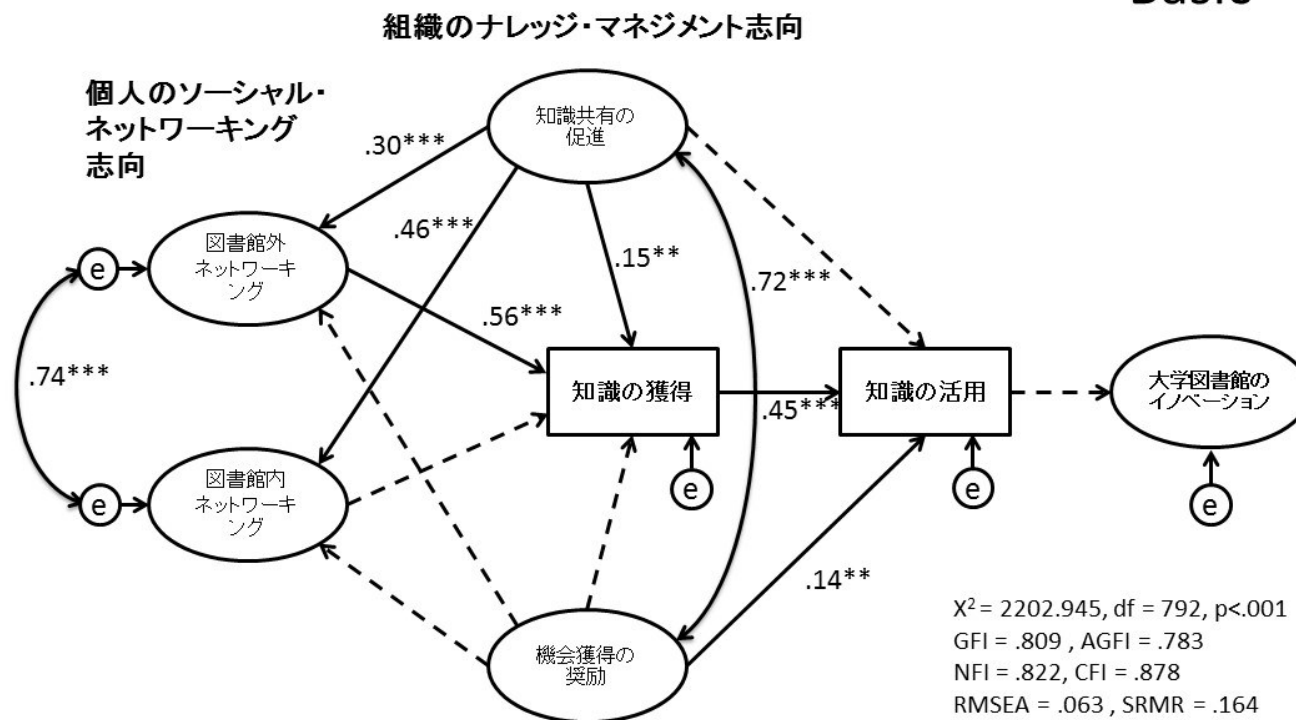 組織のナレッジ・マネジメント志向
個人のソーシャル・
ネットワーキング
志向
知識共有の
促進
.30***
.46***
図書館外
ネットワーキ
ング
e
.15**
.72***
.56***
.74***
知識の獲得
.45***
知識の活用
大学図書館の
イノベーション
図書館内
ネットワーキ
ング
e
e
e
e
.14**
機会獲得の
奨励
X² = 2202.945, df = 792, p<.001
GFI = .809 , AGFI = .783
NFI = .822, CFI = .878
RMSEA = .063 , SRMR = .164